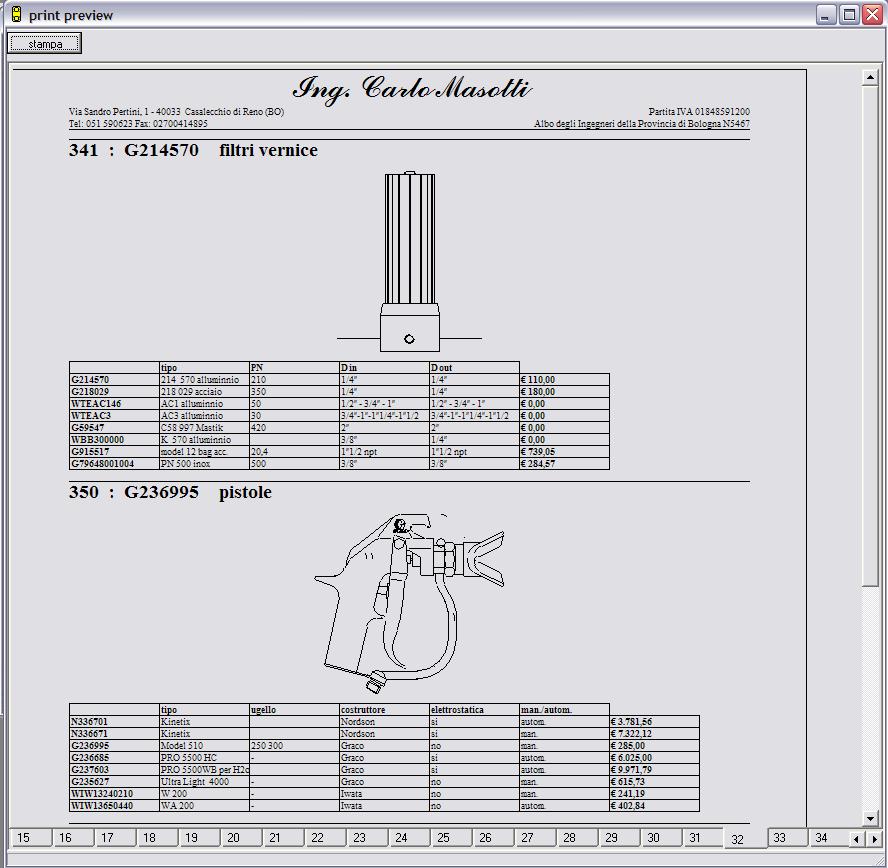 print preview
stampa
Ing. Carlo Masotti
Via Sandro Pertini, 1 - 40033 Casalecchio di Reno (BO) Partita IVA 01848591200
Tel: 051 590623 Fax: 02700414895 Albo degli Ingegneri della Provincia di Bologna N5467
341 : G214570 filtri vernice
tipo PN Din Dout
G214570 214 570 alluminnio 210 1/4" 1/4" € 110,00
G218029 218 029 acciaio 350 1/4" 1/4" € 180,00
WTEAC146 AC1 alluminnio 50 1/2" - 3/4" - 1" 1/2" - 3/4" - 1" € 0,00
WTEAC3 AC3 alluminnio 30 3/4"-1"-1"1/4"-1"1/2 3/4"-1"-1"1/4"-1"1/2 € 0,00
G59547 C58 997 Mastik 420 2" 2" € 0,00
WBB300000 K 570 alluminnio 3/8" 1/4" € 0,00
G915517 model 12 bag acc. 20,4 1"1/2 npt 1"1/2 npt € 739,05
G79648001004 PN 500 inox 500 3/8" 3/8" € 284,57
350 : G236995 pistole
tipo ugello costruttore elettrostatica man./autom.
N336701 Kinetix Nordson si autom. € 3.781,56
N336671 Kinetix Nordson si man. € 7.322,12
G236995 Model 510 250 300 Graco no man. € 285,00
G236685 PRO 5500 HC - Graco si autom. € 6.025,00
G237603 PRO 5500WB per H2o - Graco si autom. € 9.971,79
G235627 Ultra Light 4000 - Graco no man. € 615,73
WIW13240210 W 200 - Iwata no man. € 241,19
WIW13650440 WA 200 - Iwata no autom. € 402,84
15 16 17 18 19 20 21 22 23 24 25 26 27 28 29 30 31 32 33 34